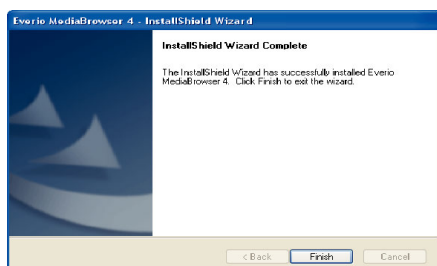 Everio MediaBrowser 4 - InstallShield Wizard
InstallShield Wizard Complete
The InstallShield Wizard has successfully installed Everio
MediaBrowser 4. Click Finish to exit the wizard.
< Back Finish Cancel